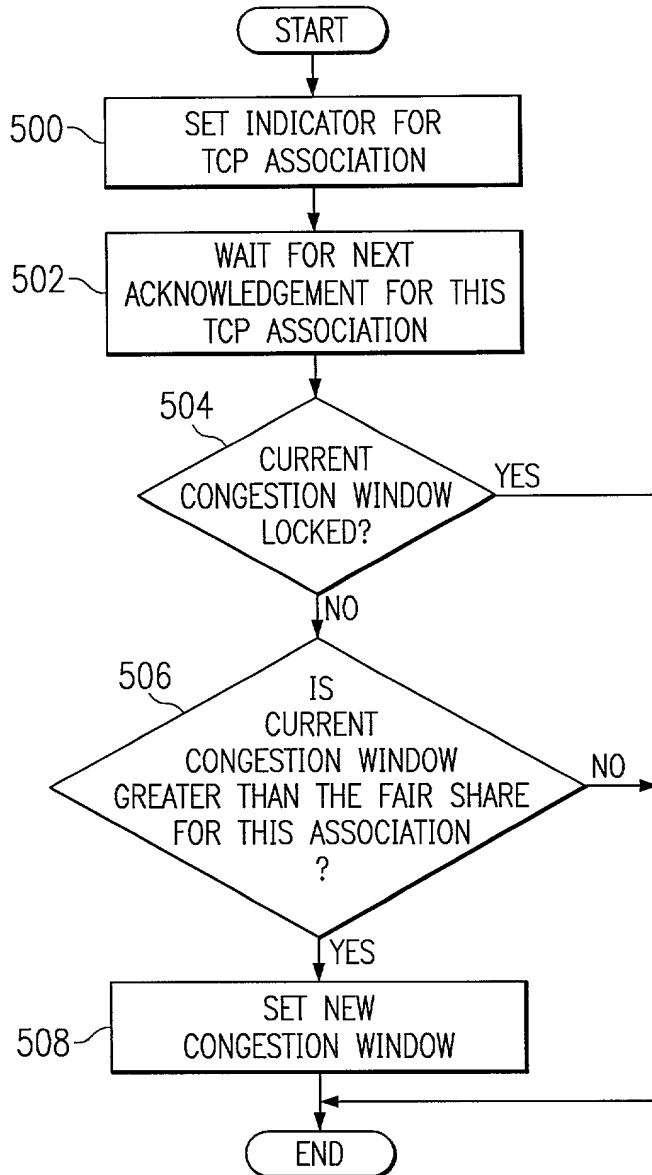 START
500
SET INDICATOR FOR
TCP ASSOCIATION
502
WAIT FOR NEXT
ACKNOWLEDGEMENT FOR THIS
TCP ASSOCIATION
504
CURRENT
CONGESTION WINDOW
LOCKED?
YES
NO
506
IS
CURRENT
CONGESTION WINDOW
GREATER THAN THE FAIR SHARE
FOR THIS ASSOCIATION
?
NO
YES
508
SET NEW
CONGESTION WINDOW
END